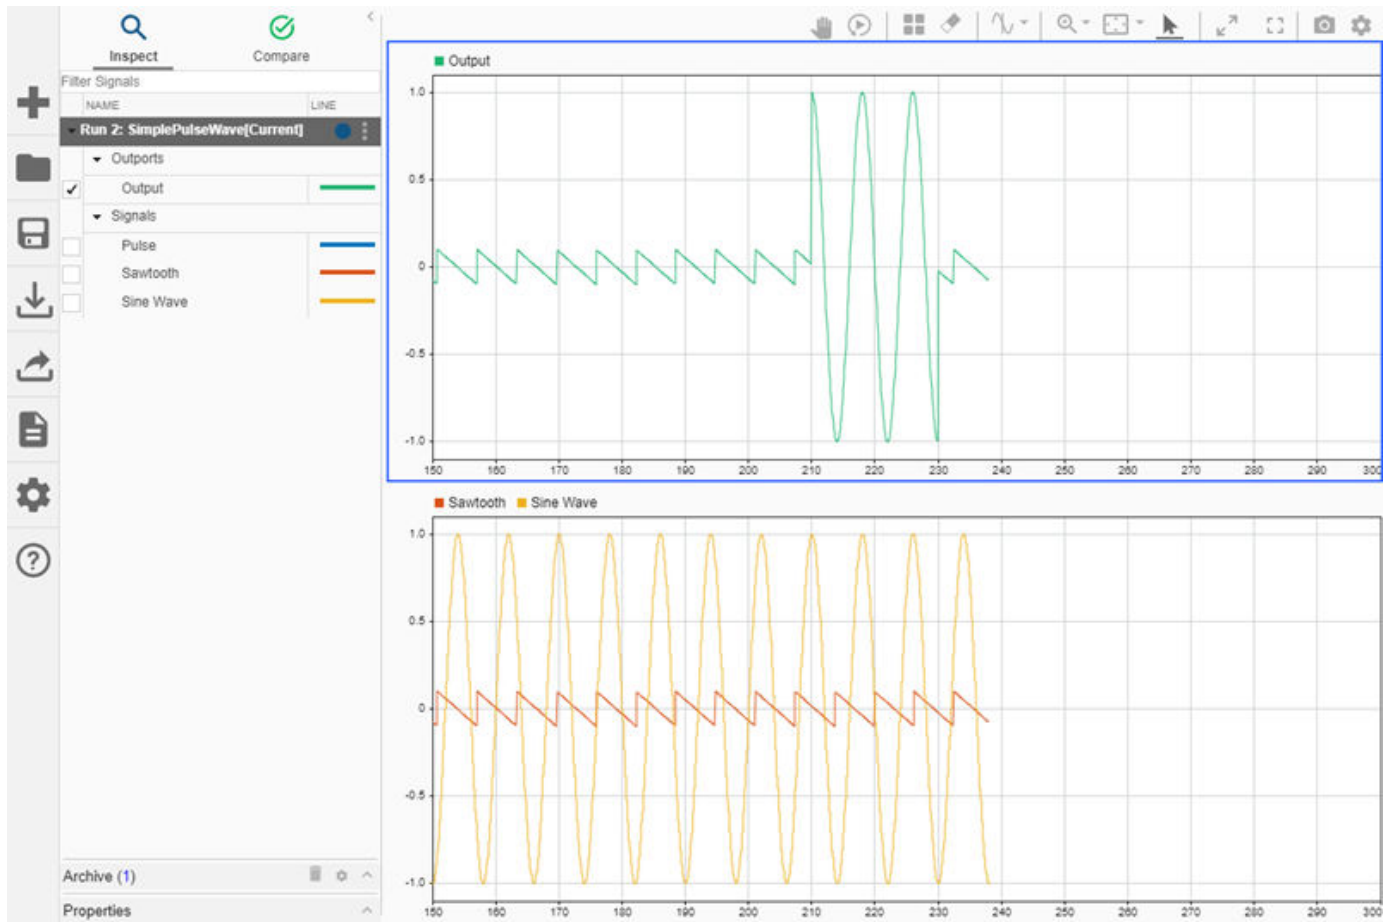 Inspect
Compare
Filter Signals
NAME LINE
Run 2: SimplePulseWave[Current]
Outports
Output
Signals
Pulse
Sawtooth
Sine Wave
Archive (1)
Properties
Output
1.0
0.5
0
-0.5
-1.0
150 160 170 180 190 200 210 220 230 240 250 260 270 280 290 300
Sawtooth Sine Wave
1.0
0.5
0
-0.5
-1.0
150 160 170 180 190 200 210 220 230 240 250 260 270 280 290 300